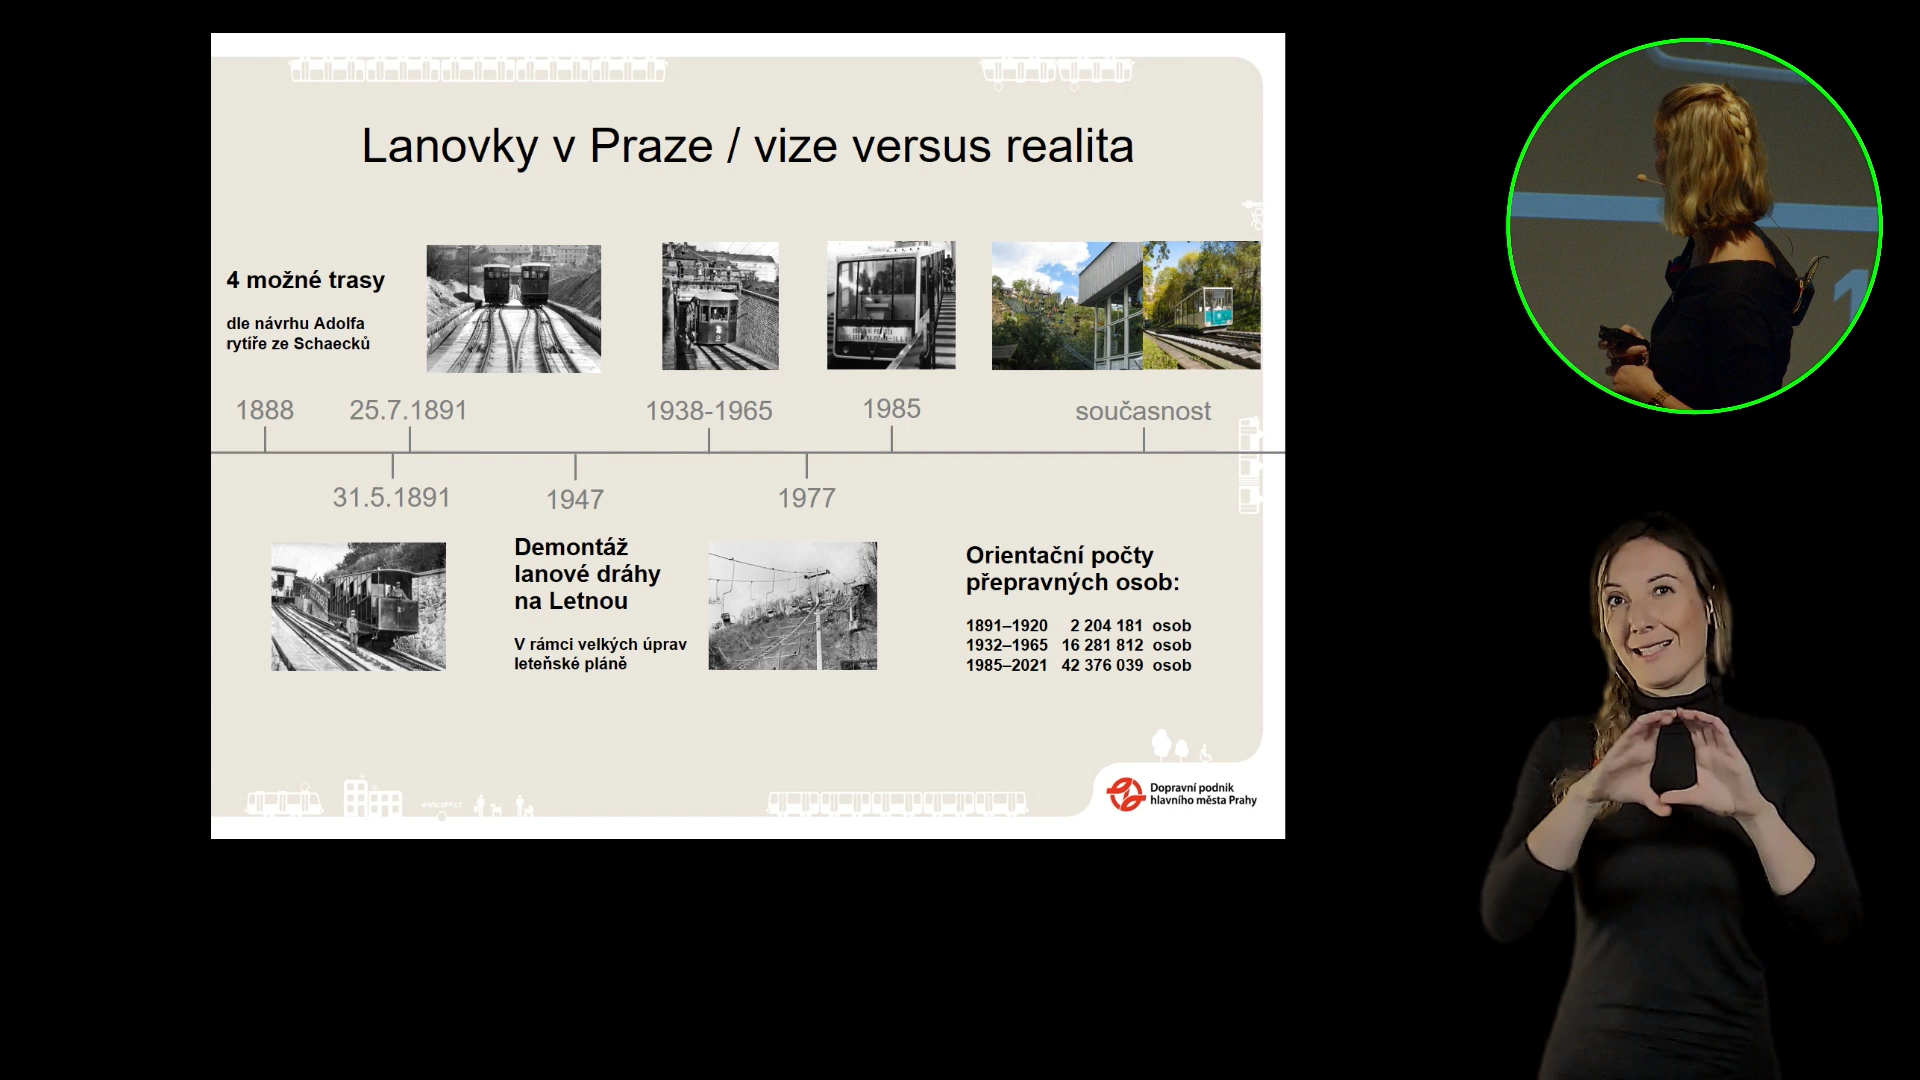 Lanovky v Praze / vize versus realita
4 možné trasy
dle návrhu Adolfa
rytíře ze Schaecků
1888
25.7.1891
1938-1965
1985
současnost
31.5.1891
1947
1977
Demontáž
lanové dráhy
na Letnou
V rámci velkých úprav
leteňské pláně
Orientační počty
přepravných osob:
1891–1920 2 204 181 osob
1932–1965 16 281 812 osob
1985–2021 42 376 039 osob
www.dpp.cz
Dopravní podnik
hlavního města Prahy